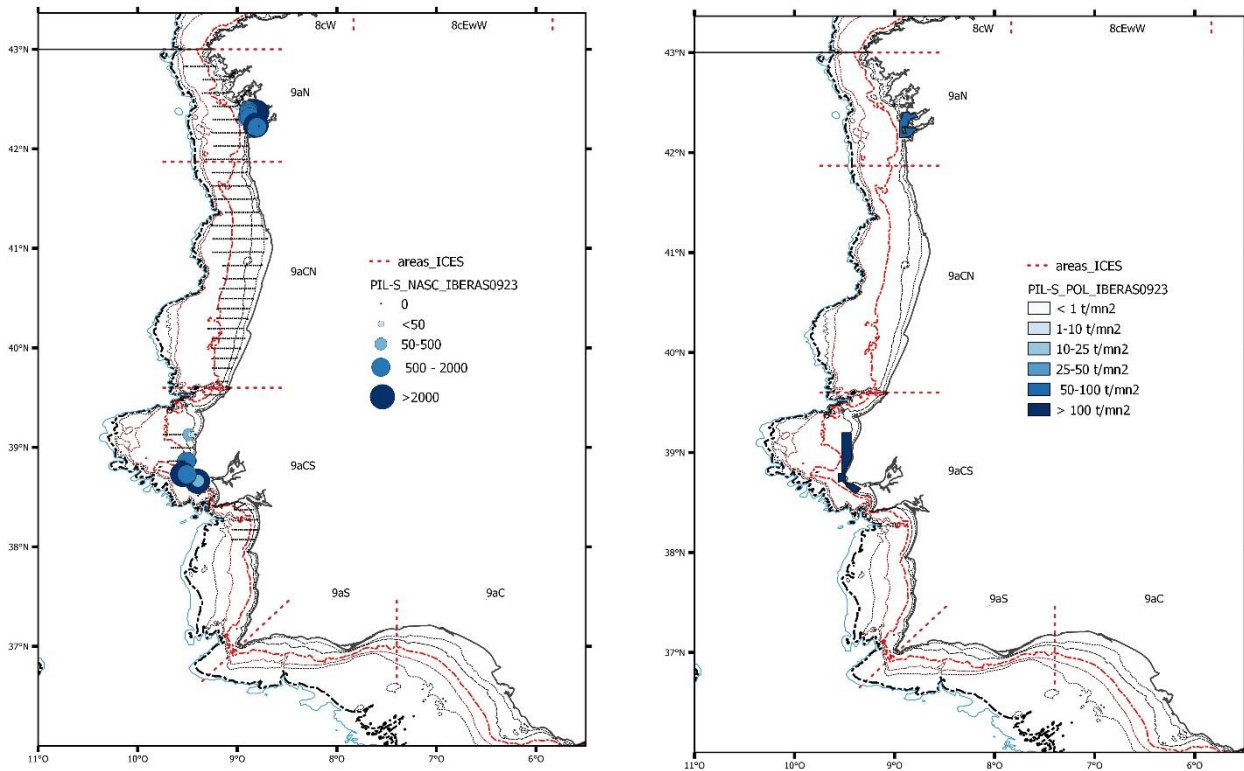 8cW
8cEwW
43°N
9aN
42°N
41°N
9aCN
areas_ICES
PIL-S_NASC_IBERAS0923
0
<50
50-500
500 - 2000
>2000
40°N
39°N
9aCS
38°N
9aS
9aC
37°N
11°O
10°O
9°O
8°O
7°O
6°O
8cW
8cEwW
43°N
9aN
42°N
41°N
9aCN
areas_ICES
PIL-S_POL_IBERAS0923
< 1 t/mn2
1-10 t/mn2
10-25 t/mn2
25-50 t/mn2
50-100 t/mn2
> 100 t/mn2
40°N
39°N
9aCS
38°N
9aS
9aC
37°N
11°O
10°O
9°O
8°O
7°O
6°O